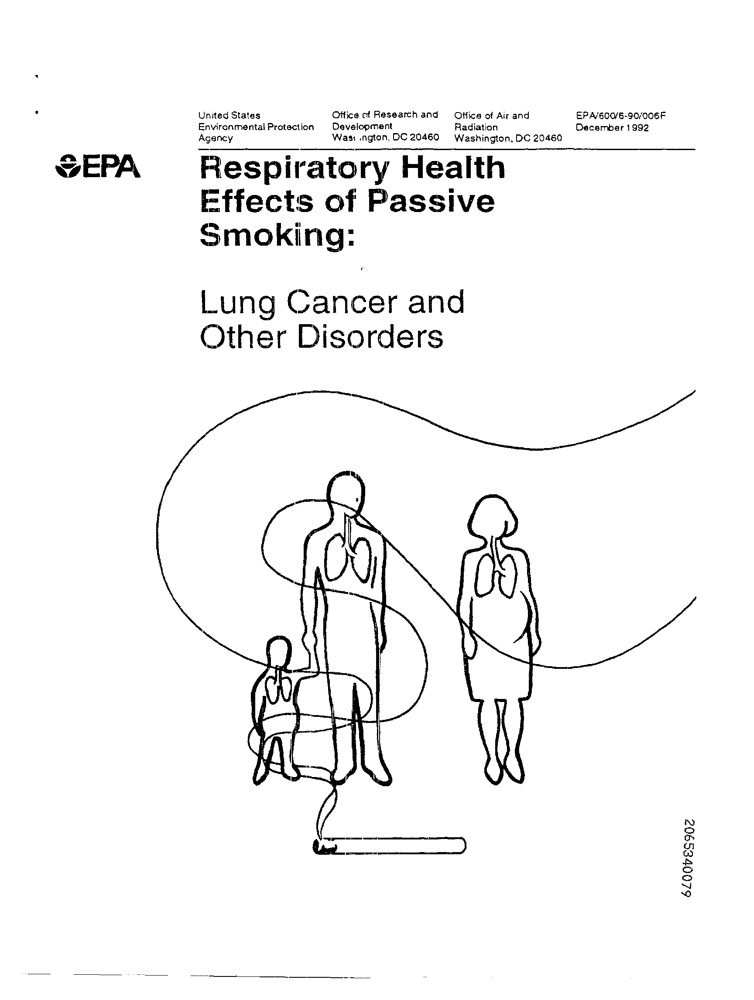 United States
Environmental Protection
Agency
Office of Research and
Development
Washington, DC 20460
Office of Air and
Radiation
Washington, DC 20460
EPA/600/6-90/006F
December 1992
EPA
Respiratory Health
Effects of Passive
Smoking:
Lung Cancer and
Other Disorders
2065340079